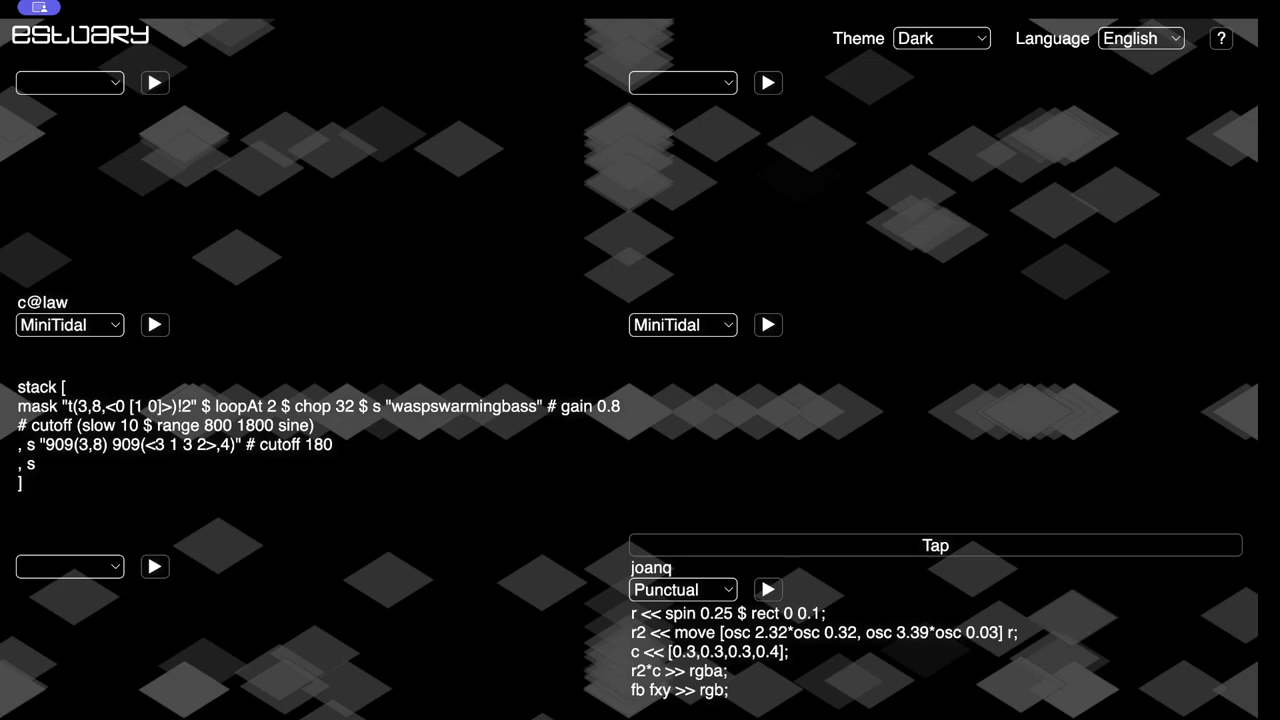 estuary
Theme Dark Language English ?
c@law
MiniTidal
MiniTidal
stack [
mask "t(3,8,<0 [1 0]>)!2" $ loopAt 2 $ chop 32 $ s "waspswarmingbass" # gain 0.8
# cutoff (slow 10 $ range 800 1800 sine)
, s "909(3,8) 909(<3 1 3 2>,4)" # cutoff 180
, s
]
Tap
joanq
Punctual
r << spin 0.25 $ rect 0 0.1;
r2 << move [osc 2.32*osc 0.32, osc 3.39*osc 0.03] r;
c << [0.3,0.3,0.3,0.4];
r2*c >> rgba;
fb fxy >> rgb;